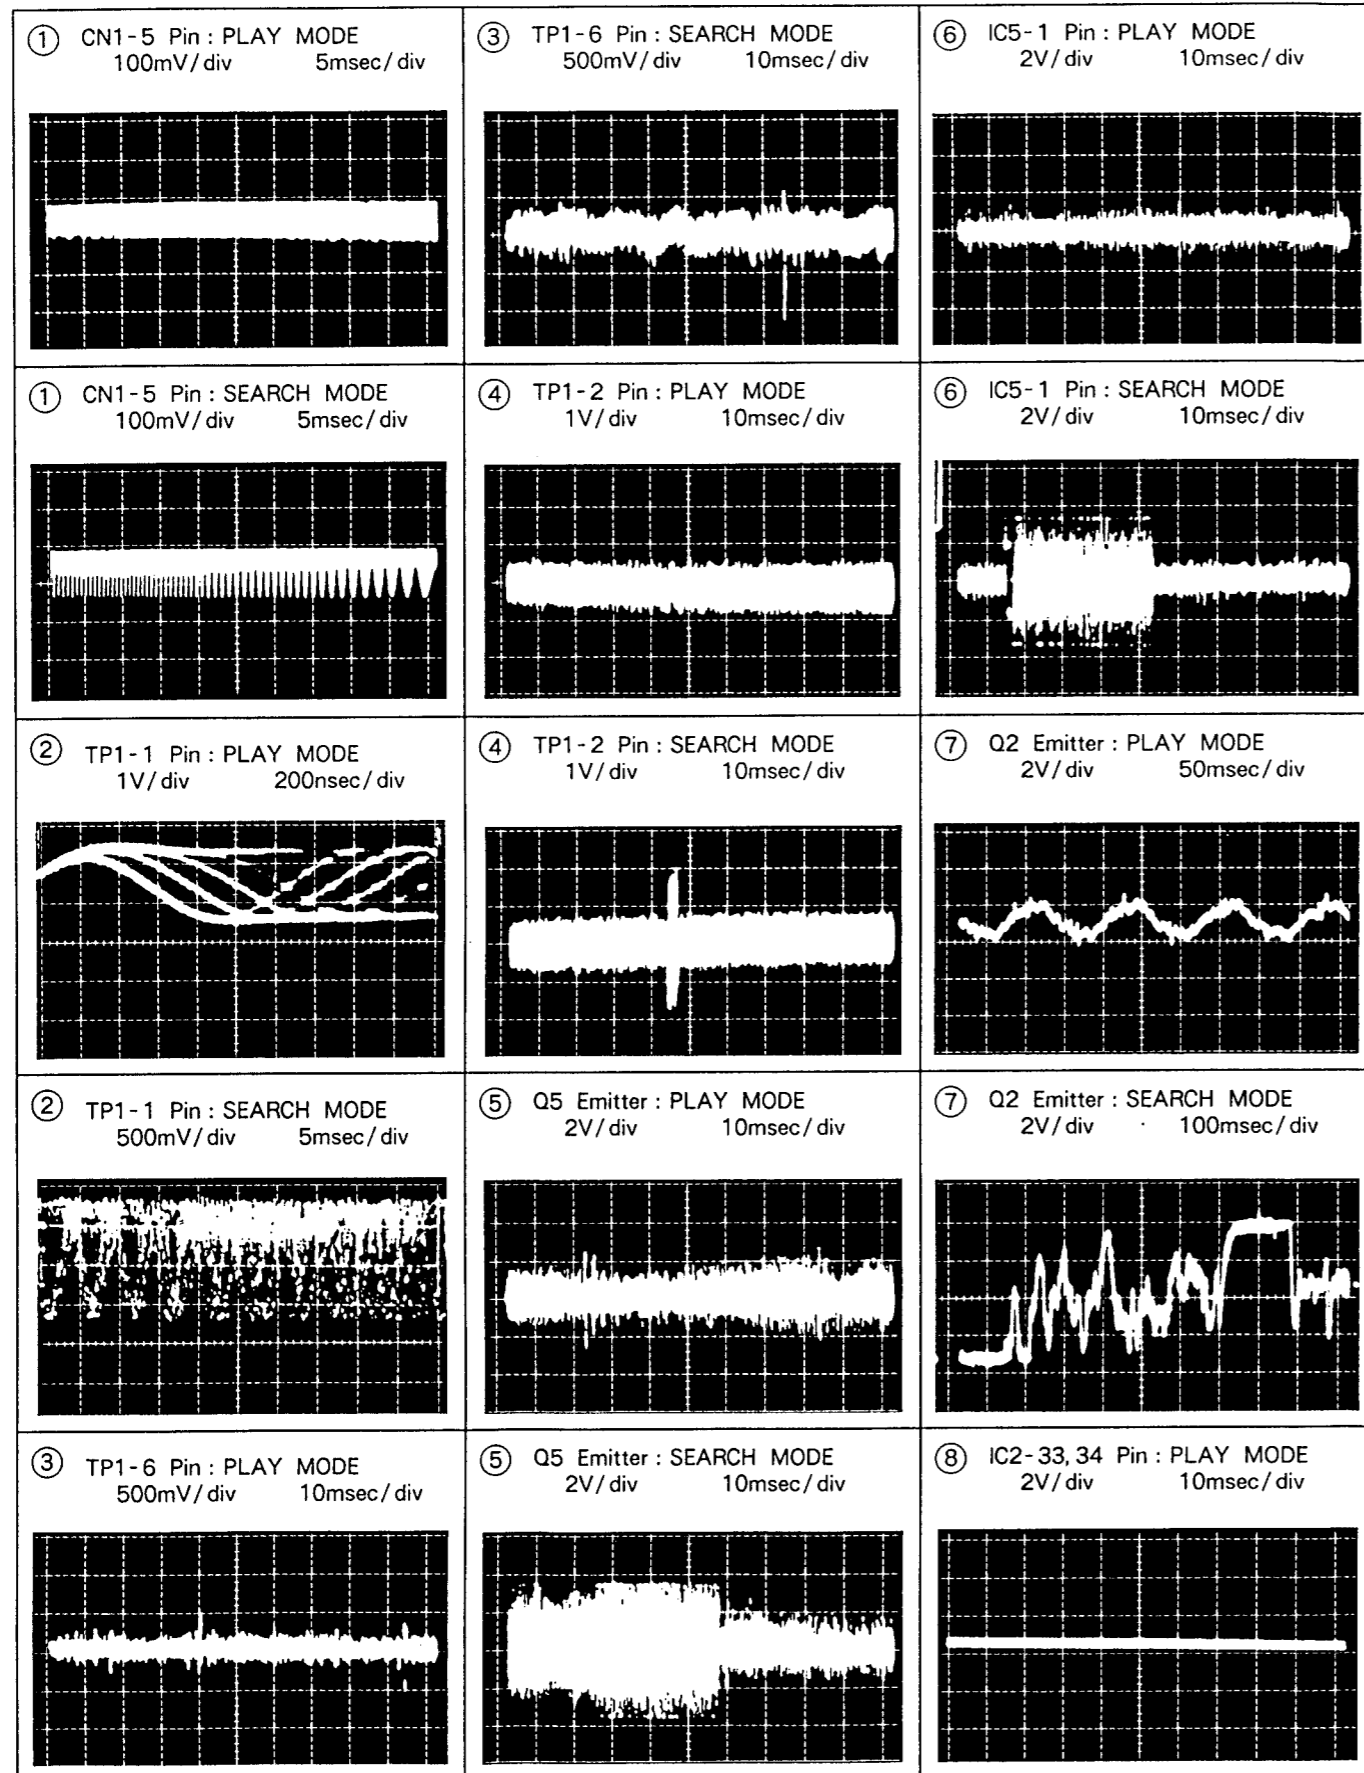 ① CN1-5 Pin : PLAY MODE
100mV/div 5msec/div
① CN1-5 Pin : SEARCH MODE
100mV/div 5msec/div
② TP1-1 Pin : PLAY MODE
1V/div 200nsec/div
② TP1-1 Pin : SEARCH MODE
500mV/div 5msec/div
③ TP1-6 Pin : PLAY MODE
500mV/div 10msec/div
③ TP1-6 Pin : SEARCH MODE
500mV/div 10msec/div
④ TP1-2 Pin : PLAY MODE
1V/div 10msec/div
④ TP1-2 Pin : SEARCH MODE
1V/div 10msec/div
⑤ Q5 Emitter : PLAY MODE
2V/div 10msec/div
⑤ Q5 Emitter : SEARCH MODE
2V/div 10msec/div
⑥ IC5-1 Pin : PLAY MODE
2V/div 10msec/div
⑥ IC5-1 Pin : SEARCH MODE
2V/div 10msec/div
⑦ Q2 Emitter : PLAY MODE
2V/div 50msec/div
⑦ Q2 Emitter : SEARCH MODE
2V/div 100msec/div
⑧ IC2-33, 34 Pin : PLAY MODE
2V/div 10msec/div